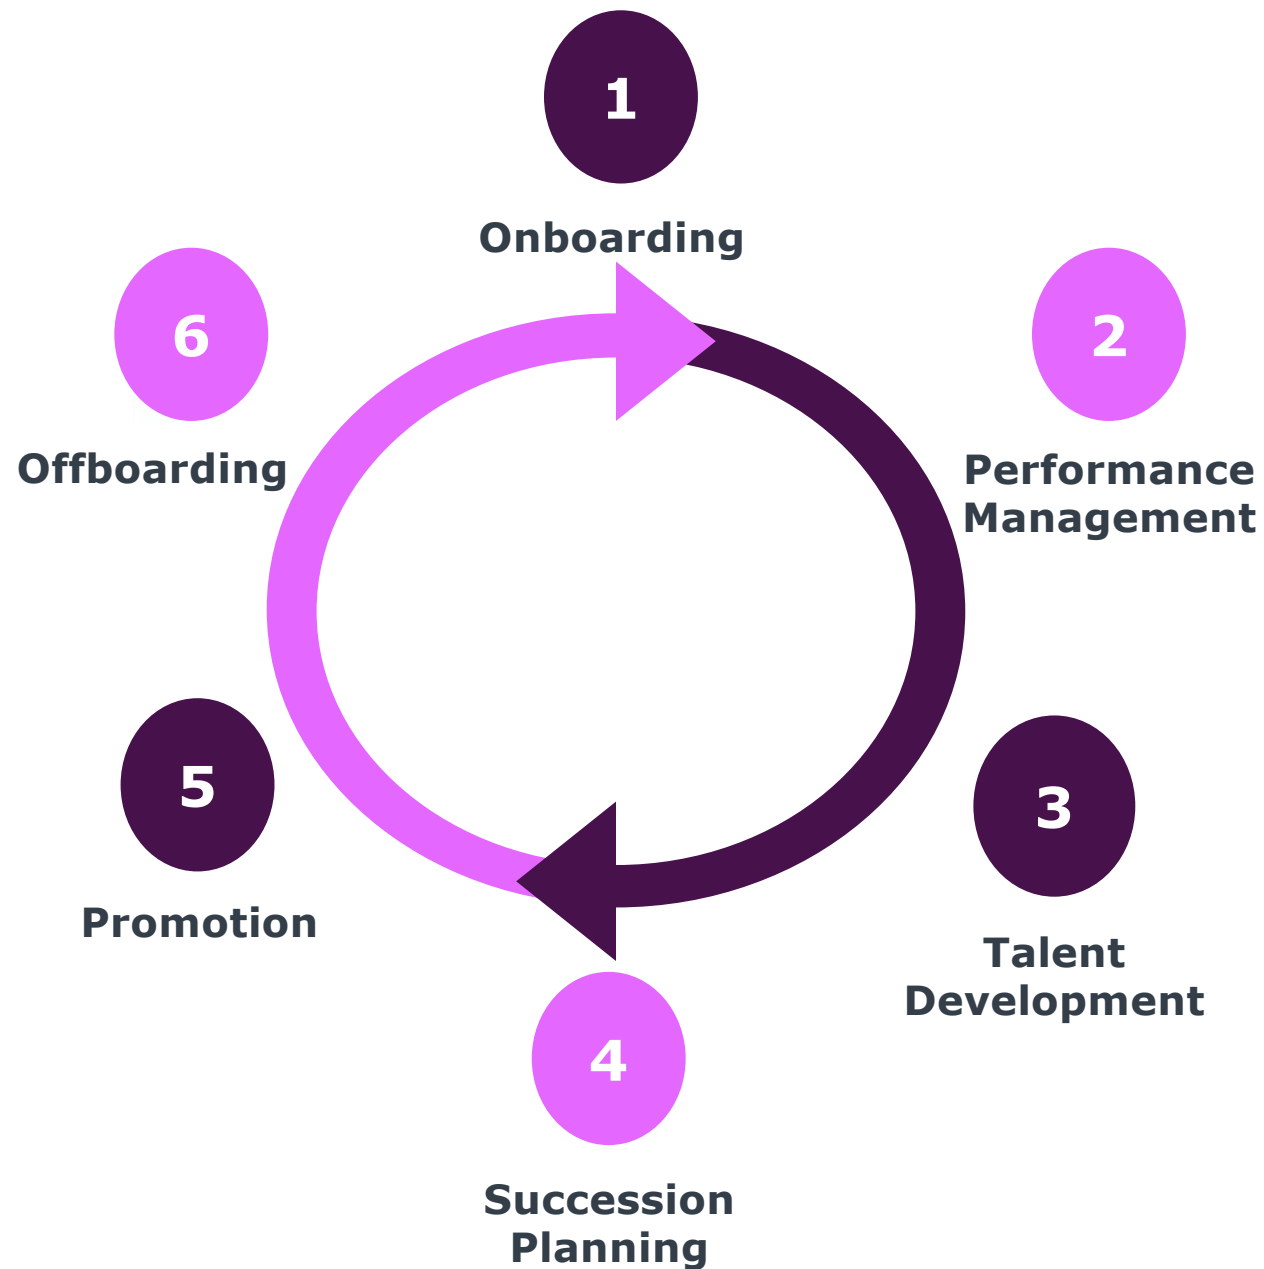 1
Onboarding
2
Performance
Management
3
Talent
Development
4
Succession
Planning
5
Promotion
6
Offboarding